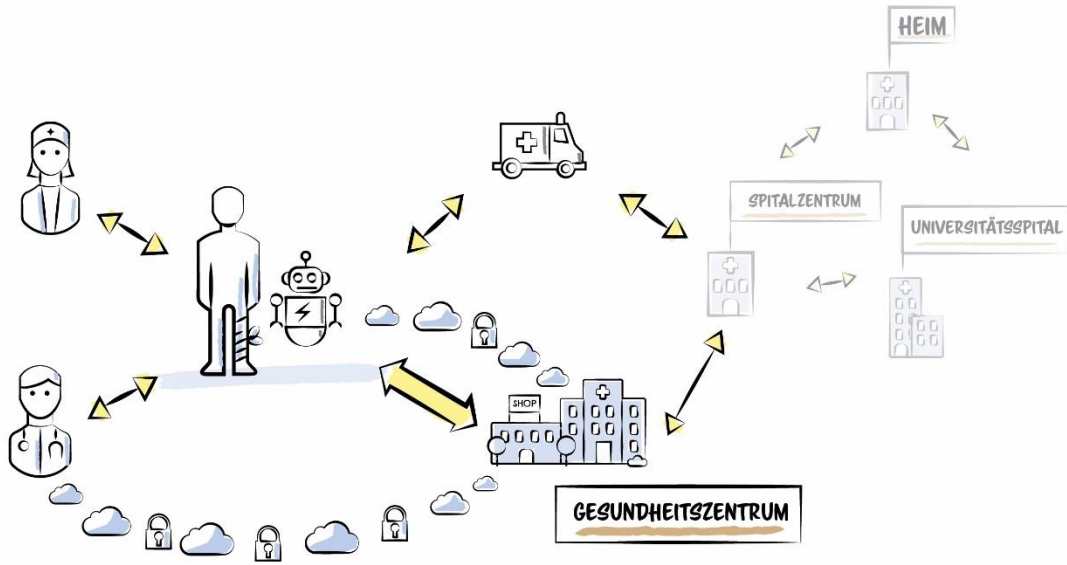 HEIM
SPITALZENTRUM
UNIVERSITÄTSSPITAL
SHOP
GESUNDHEITSZENTRUM